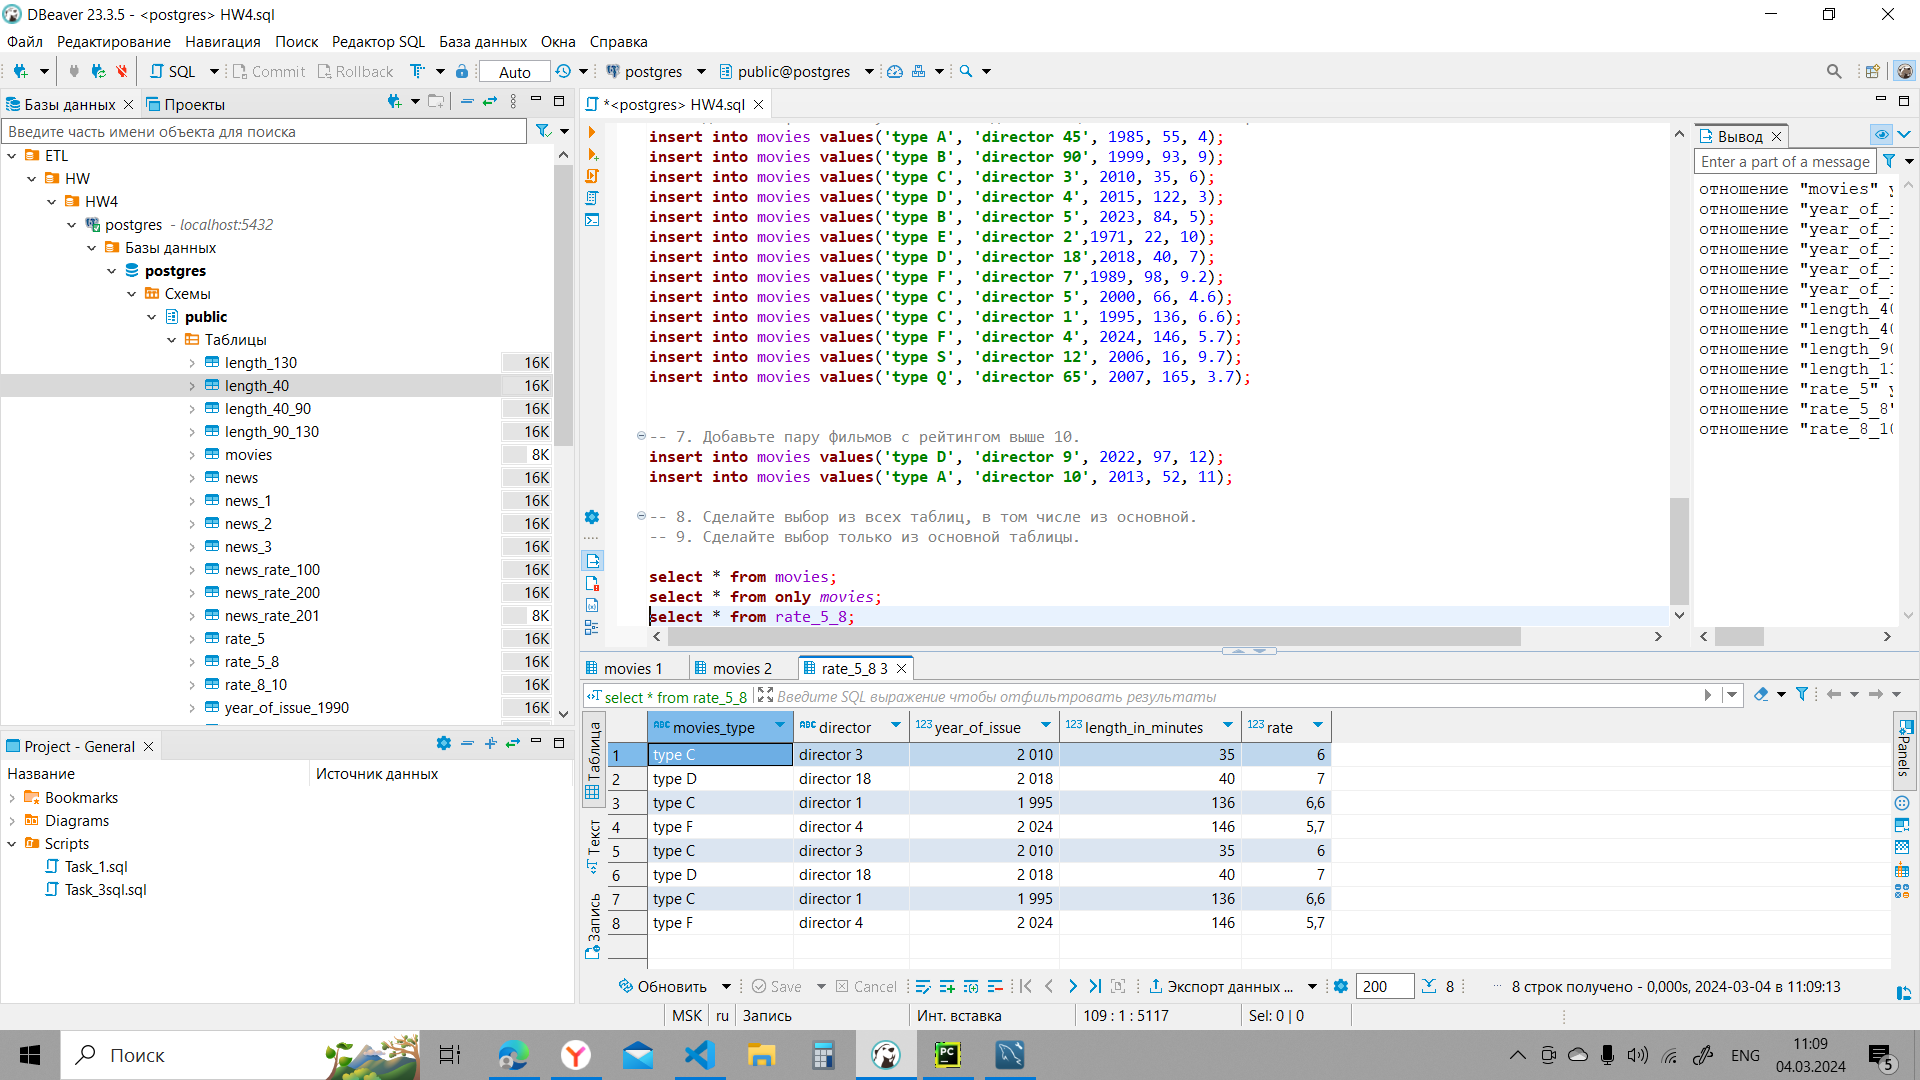 DBeaver 23.3.5 - <postgres> HW4.sql
Файл Редактирование Навигация Поиск Редактор SQL База данных Окна Справка
SQL Commit Rollback Auto postgres public@postgres
Базы данных Проекты
Введите часть имени объекта для поиска
ETL
HW
HW4
postgres - localhost:5432
Базы данных
postgres
Схемы
public
Таблицы
length_130 16K
length_40 16K
length_40_90 16K
length_90_130 16K
movies 8K
news 16K
news_1 16K
news_2 16K
news_3 16K
news_rate_100 16K
news_rate_200 16K
news_rate_201 8K
rate_5 16K
rate_5_8 16K
rate_8_10 16K
year_of_issue_1990 16K
Project - General
Название Источник данных
Bookmarks
Diagrams
Scripts
Task_1.sql
Task_3sql.sql
*<postgres> HW4.sql
insert into movies values('type A', 'director 45', 1985, 55, 4);
insert into movies values('type B', 'director 90', 1999, 93, 9);
insert into movies values('type C', 'director 3', 2010, 35, 6);
insert into movies values('type D', 'director 4', 2015, 122, 3);
insert into movies values('type B', 'director 5', 2023, 84, 5);
insert into movies values('type E', 'director 2',1971, 22, 10);
insert into movies values('type D', 'director 18',2018, 40, 7);
insert into movies values('type F', 'director 7',1989, 98, 9.2);
insert into movies values('type C', 'director 5', 2000, 66, 4.6);
insert into movies values('type C', 'director 1', 1995, 136, 6.6);
insert into movies values('type F', 'director 4', 2024, 146, 5.7);
insert into movies values('type S', 'director 12', 2006, 16, 9.7);
insert into movies values('type Q', 'director 65', 2007, 165, 3.7);
-- 7. Добавьте пару фильмов с рейтингом выше 10.
insert into movies values('type D', 'director 9', 2022, 97, 12);
insert into movies values('type A', 'director 10', 2013, 52, 11);
-- 8. Сделайте выбор из всех таблиц, в том числе из основной.
-- 9. Сделайте выбор только из основной таблицы.
select * from movies;
select * from only movies;
select * from rate_5_8;
Вывод
Enter a part of a message
отношение "movies"
отношение "year_of_
отношение "year_of_
отношение "year_of_
отношение "year_of_
отношение "year_of_
отношение "length_40
отношение "length_40
отношение "length_90
отношение "length_13
отношение "rate_5"
отношение "rate_5_8"
отношение "rate_8_10
movies 1 movies 2 rate_5_8 3
select * from rate_5_8 Введите SQL выражение чтобы отфильтровать результаты
Таблица
Текст
Запись
movies_type director year_of_issue length_in_minutes rate
1 type C director 3 2 010 35 6
2 type D director 18 2 018 40 7
3 type C director 1 1 995 136 6,6
4 type F director 4 2 024 146 5,7
5 type C director 3 2 010 35 6
6 type D director 18 2 018 40 7
7 type C director 1 1 995 136 6,6
8 type F director 4 2 024 146 5,7
Panels
Обновить Save Cancel Экспорт данных ... 200 8 8 строк получено - 0,000s, 2024-03-04 в 11:09:13
MSK ru Запись Инт. вставка 109 : 1 : 5117 Sel: 0 | 0
Поиск
ENG
11:09
04.03.2024
5